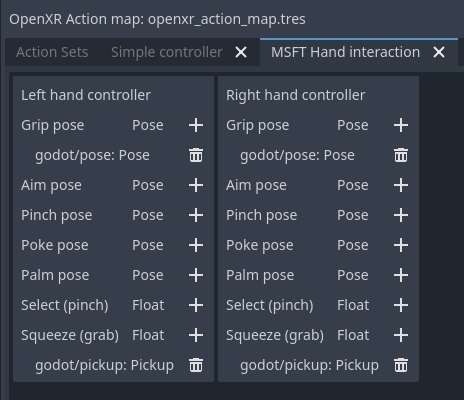 OpenXR Action map: openxr_action_map.tres
Action Sets Simple controller MSFT Hand interaction
Left hand controller
Grip pose Pose
godot/pose: Pose
Aim pose Pose
Pinch pose Pose
Poke pose Pose
Palm pose Pose
Select (pinch) Float
Squeeze (grab) Float
godot/pickup: Pickup
Right hand controller
Grip pose Pose
godot/pose: Pose
Aim pose Pose
Pinch pose Pose
Poke pose Pose
Palm pose Pose
Select (pinch) Float
Squeeze (grab) Float
godot/pickup: Pickup